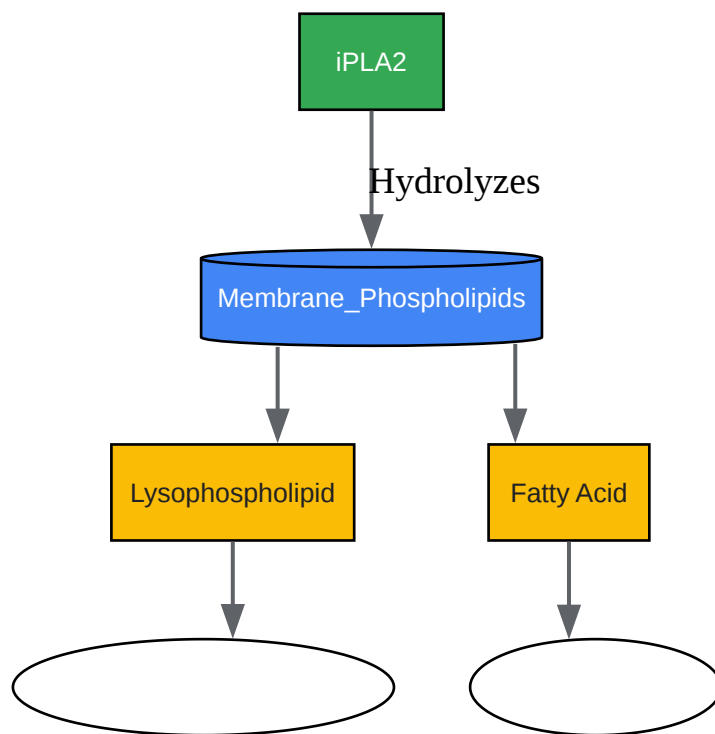 iPLA2
Hydrolyzes
Membrane_Phospholipids
Lysophospholipid
Fatty Acid